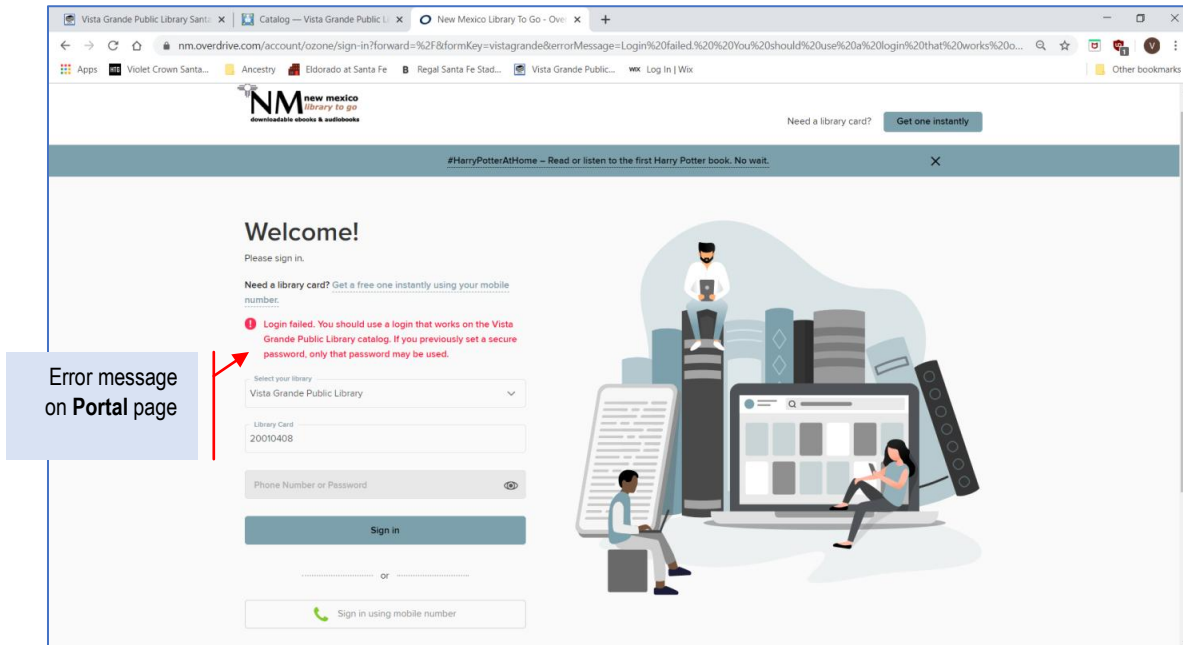 Vista Grande Public Library Santa
Catalog — Vista Grande Public Li
New Mexico Library To Go - Over
nm.overdrive.com/account/ozone/sign-in?forward=%2F&formKey=vistagrande&errorMessage=Login%20failed.%20%20You%20should%20use%20a%20login%20that%20works%20o...
Apps
HTE
Violet Crown Santa...
Ancestry
Eldorado at Santa Fe
B Regal Santa Fe Stad...
Vista Grande Public...
WIX Log In | Wix
Other bookmarks
NM new mexico
library to go
downloadable ebooks & audiobooks
Need a library card?
Get one instantly
#HarryPotterAtHome – Read or listen to the first Harry Potter book. No wait.
Welcome!
Please sign in.
Need a library card? Get a free one instantly using your mobile
number.
Login failed. You should use a login that works on the Vista
Grande Public Library catalog. If you previously set a secure
password, only that password may be used.
Error message
on Portal page
Select your library
Vista Grande Public Library
Library Card
20010408
Phone Number or Password
Sign in
or
Sign in using mobile number